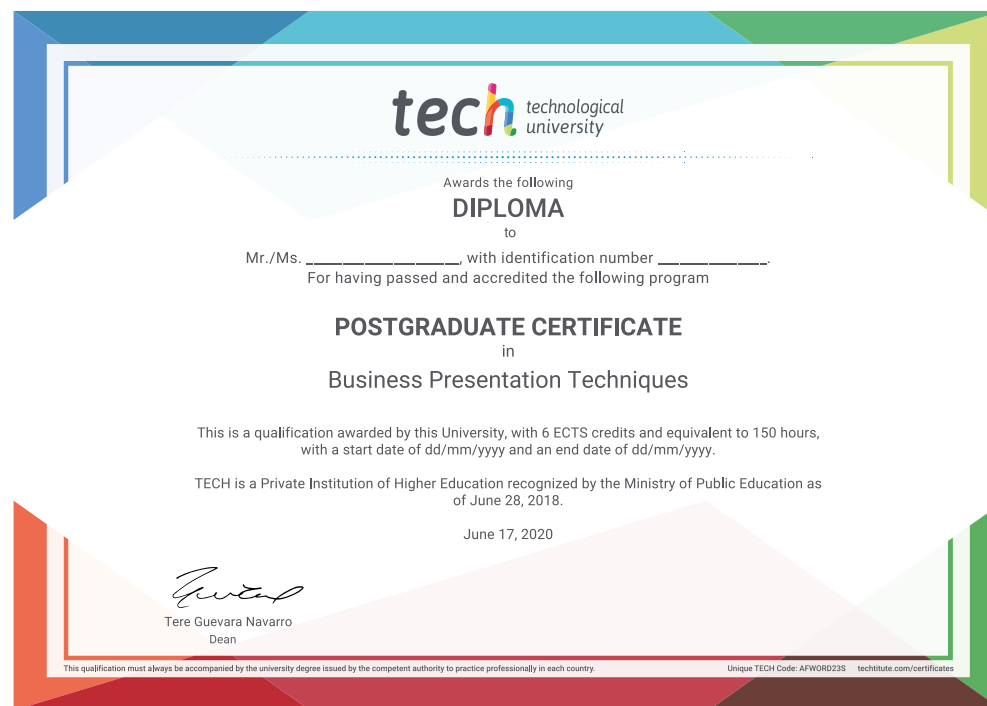 tech technological
university
Awards the following
DIPLOMA
to
Mr./Ms. ____________________, with identification number ______________.
For having passed and accredited the following program
POSTGRADUATE CERTIFICATE
in
Business Presentation Techniques
This is a qualification awarded by this University, with 6 ECTS credits and equivalent to 150 hours,
with a start date of dd/mm/yyyy and an end date of dd/mm/yyyy.
TECH is a Private Institution of Higher Education recognized by the Ministry of Public Education as
of June 28, 2018.
June 17, 2020
Tere Guevara Navarro
Dean
This qualification must always be accompanied by the university degree issued by the competent authority to practice professionally in each country.
Unique TECH Code: AFWORD23S techtitute.com/certificates